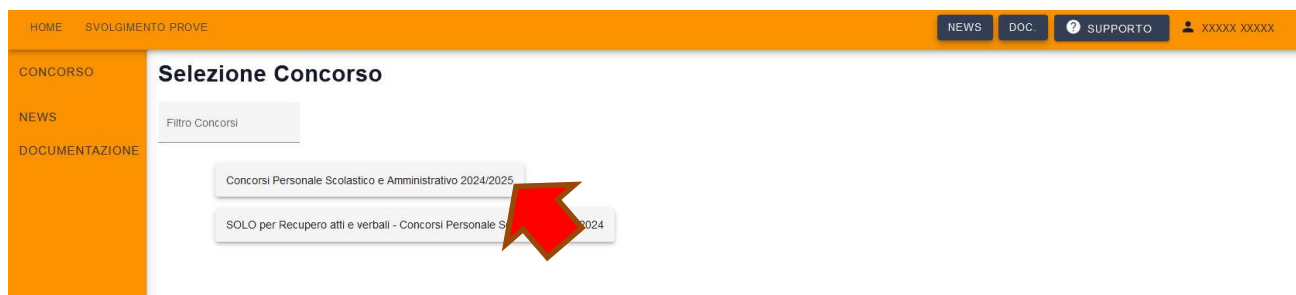 HOME SVOLGIMENTO PROVE NEWS DOC. ? SUPPORTO XXXXX XXXXX
CONCORSO
Selezione Concorso
NEWS
Filtro Concorsi
DOCUMENTAZIONE
Concorsi Personale Scolastico e Amministrativo 2024/2025
SOLO per Recupero atti e verbali - Concorsi Personale 2024